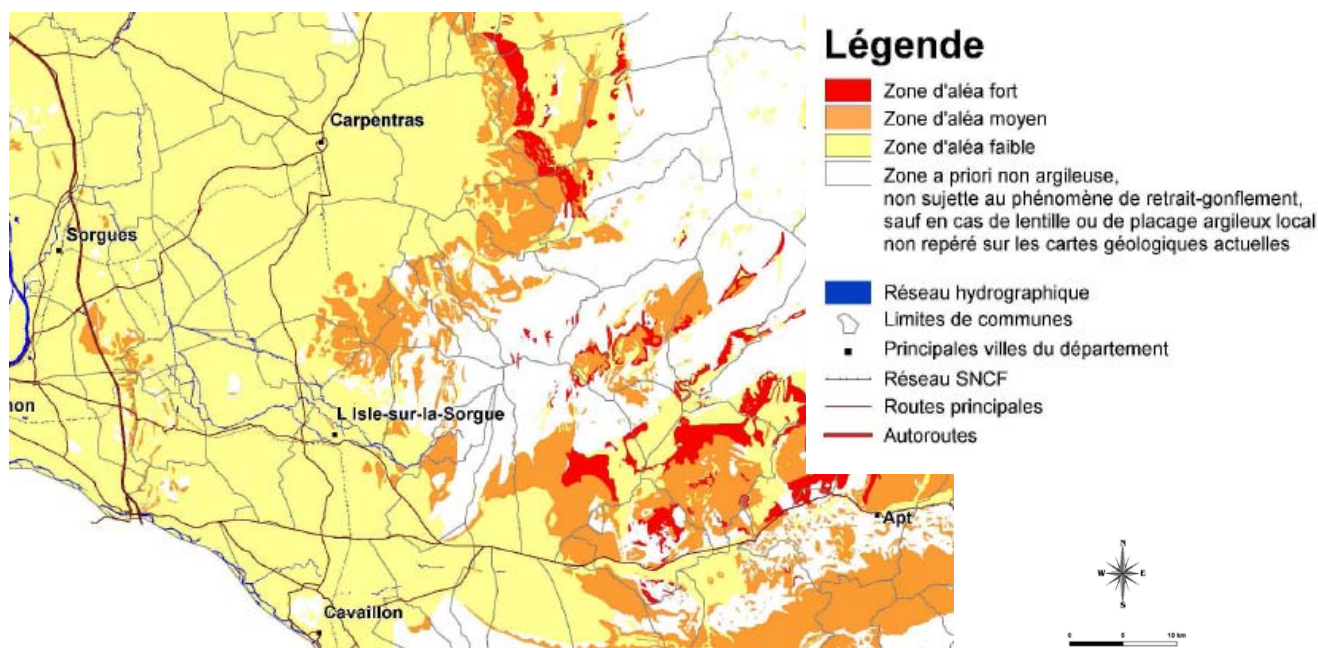 Carpentras
Sorgues
non
L Isle-sur-la-Sorgue
Apt
Cavaillon
Légende
Zone d'aléa fort
Zone d'aléa moyen
Zone d'aléa faible
Zone a priori non argileuse,
non sujette au phénomène de retrait-gonflement,
sauf en cas de lentille ou de placage argileux local
non repéré sur les cartes géologiques actuelles
Réseau hydrographique
Limites de communes
Principales villes du département
Réseau SNCF
Routes principales
Autoroutes
N
W E
S
0 5 10 km